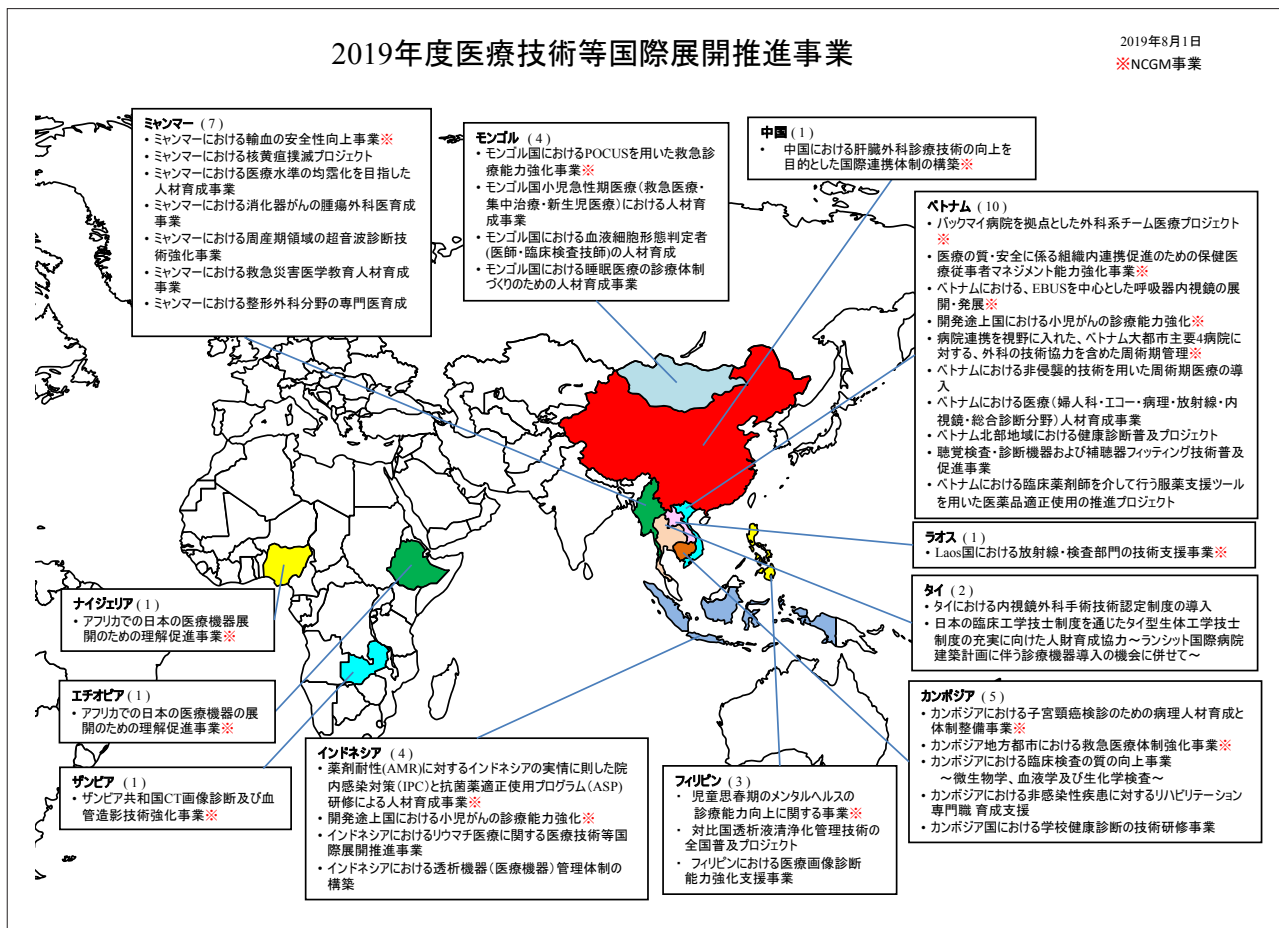 2019年度医療技術等国際展開推進事業
2019年8月1日
※NCGM事業
ミャンマー (7)
• ミャンマーにおける輸血の安全性向上事業※
• ミャンマーにおける核黄疸撲滅プロジェクト
• ミャンマーにおける医療水準の均霑化を目指した
人材育成事業
• ミャンマーにおける消化器がんの腫瘍外科医育成
事業
• ミャンマーにおける周産期領域の超音波診断技
術強化事業
• ミャンマーにおける救急災害医学教育人材育成
事業
• ミャンマーにおける整形外科分野の専門医育成
モンゴル (4)
• モンゴル国におけるPOCUSを用いた救急診
療能力強化事業※
• モンゴル国小児急性期医療（救急医療・
集中治療・新生児医療）における人材育
成事業
• モンゴル国における血液細胞形態判定者
(医師・臨床検査技師)の人材育成
• モンゴル国における睡眠医療の診療体制
づくりのための人材育成事業
中国 (1)
• 中国における肝臓外科診療技術の向上を
目的とした国際連携体制の構築※
ベトナム (10)
• バックマイ病院を拠点とした外科系チーム医療プロジェクト
※
• 医療の質・安全に係る組織内連携促進のための保健医
療従事者マネジメント能力強化事業※
• ベトナムにおける、EBUSを中心とした呼吸器内視鏡の展
開・発展※
• 開発途上国における小児がんの診療能力強化※
• 病院連携を視野に入れた、ベトナム大都市主要4病院に
対する、外科の技術協力を含めた周術期管理※
• ベトナムにおける非侵襲的技術を用いた周術期医療の導
入
• ベトナムにおける医療（婦人科・エコー・病理・放射線・内
視鏡・総合診断分野）人材育成事業
• ベトナム北部地域における健康診断普及プロジェクト
• 聴覚検査・診断機器および補聴器フィッティング技術普及
促進事業
• ベトナムにおける臨床薬剤師を介して行う服薬支援ツール
を用いた医薬品適正使用の推進プロジェクト
ラオス (1)
• Laos国における放射線・検査部門の技術支援事業※
タイ (2)
• タイにおける内視鏡外科手術技術認定制度の導入
• 日本の臨床工学技士制度を通じたタイ型生体工学技士
制度の充実に向けた人財育成協力～ランシット国際病院
建築計画に伴う診療機器導入の機会に併せて～
カンボジア (5)
• カンボジアにおける子宮頸癌検診のための病理人材育成と
体制整備事業※
• カンボジア地方都市における救急医療体制強化事業※
• カンボジアにおける臨床検査の質の向上事業
～微生物学、血液学及び生化学検査～
• カンボジアにおける非感染性疾患に対するリハビリテーション
専門職 育成支援
• カンボジア国における学校健康診断の技術研修事業
ナイジェリア (1)
• アフリカでの日本の医療機器展
開のための理解促進事業※
エチオピア (1)
• アフリカでの日本の医療機器の展
開のための理解促進事業※
ザンビア (1)
• ザンビア共和国CT画像診断及び血
管造影技術強化事業※
インドネシア (4)
• 薬剤耐性(AMR)に対するインドネシアの実情に則した院
内感染対策（IPC）と抗菌薬適正使用プログラム(ASP)
研修による人材育成事業※
• 開発途上国における小児がんの診療能力強化※
• インドネシアにおけるリウマチ医療に関する医療技術等国
際展開推進事業
• インドネシアにおける透析機器（医療機器）管理体制の
構築
フィリピン (3)
• 児童思春期のメンタルヘルスの
診療能力向上に関する事業※
• 対比国透析液清浄化管理技術の
全国普及プロジェクト
• フィリピンにおける医療画像診断
能力強化支援事業